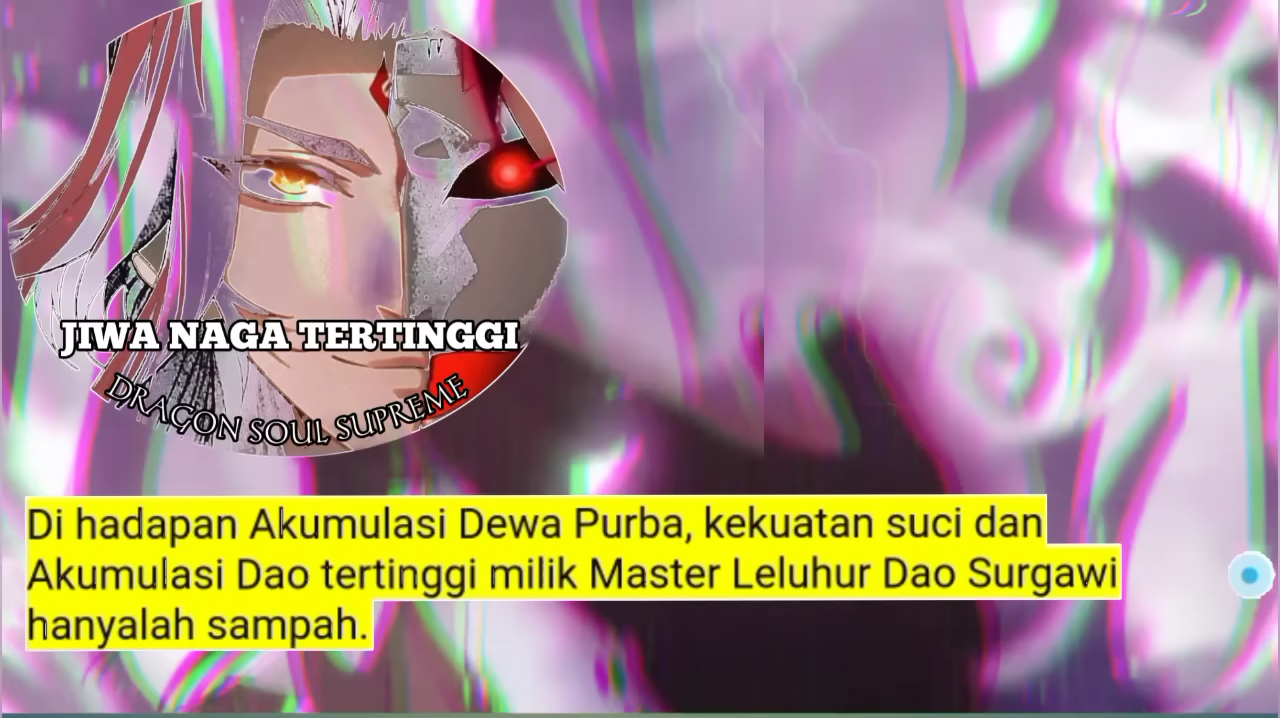 JIWA NAGA TERTINGGI
DRAGON SOUL SUPREME
Di hadapan Akumulasi Dewa Purba, kekuatan suci dan
Akumulasi Dao tertinggi milik Master Leluhur Dao Surgawi
hanyalah sampah.